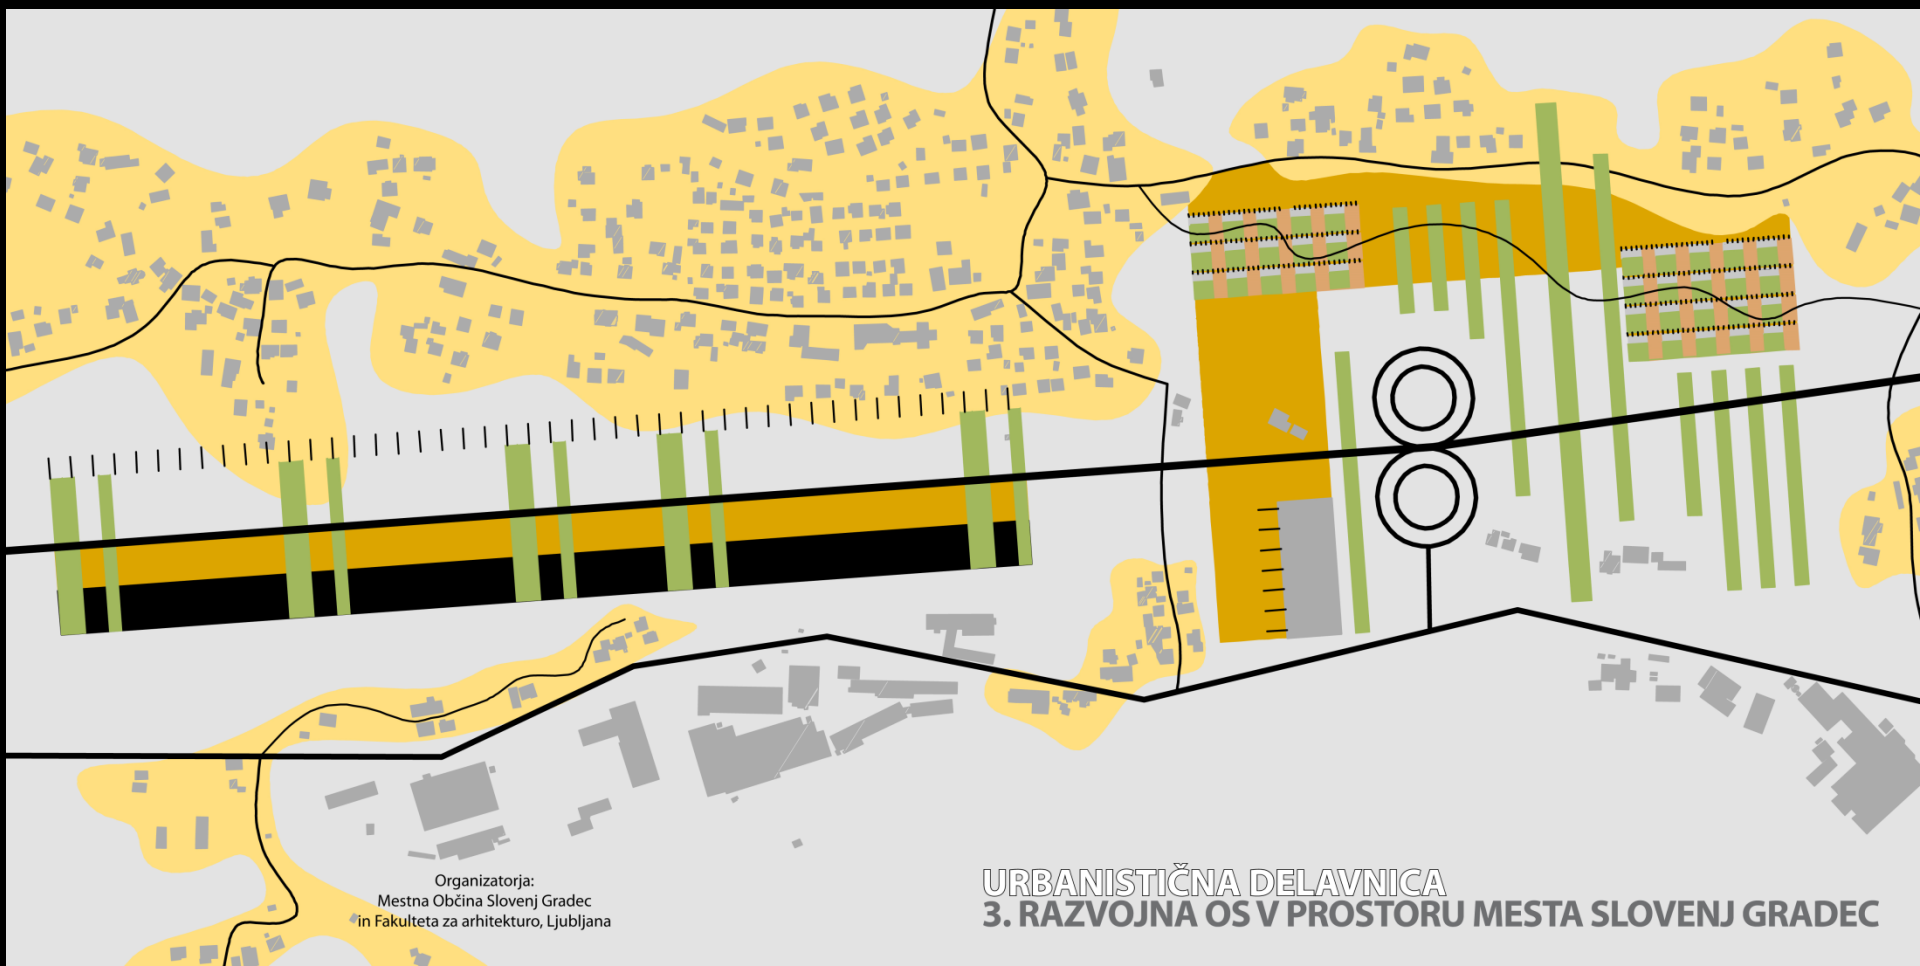 Organizatorja:
Mestna Občina Slovenj Gradec
in Fakulteta za arhitekturo, Ljubljana
URBANISTIČNA DELAVNICA
3. RAZVOJNA OS V PROSTORU MESTA SLOVENJ GRADEC